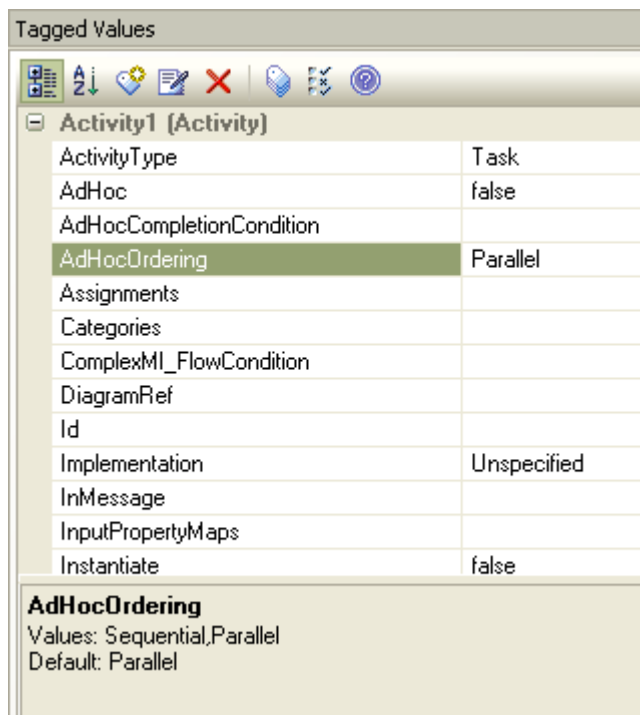 Tagged Values
Activity1 (Activity)
ActivityType Task
AdHoc false
AdHocCompletionCondition
AdHocOrdering Parallel
Assignments
Categories
ComplexMI_FlowCondition
DiagramRef
Id
Implementation Unspecified
InMessage
InputPropertyMaps
Instantiate false
AdHocOrdering
Values: Sequential,Parallel
Default: Parallel